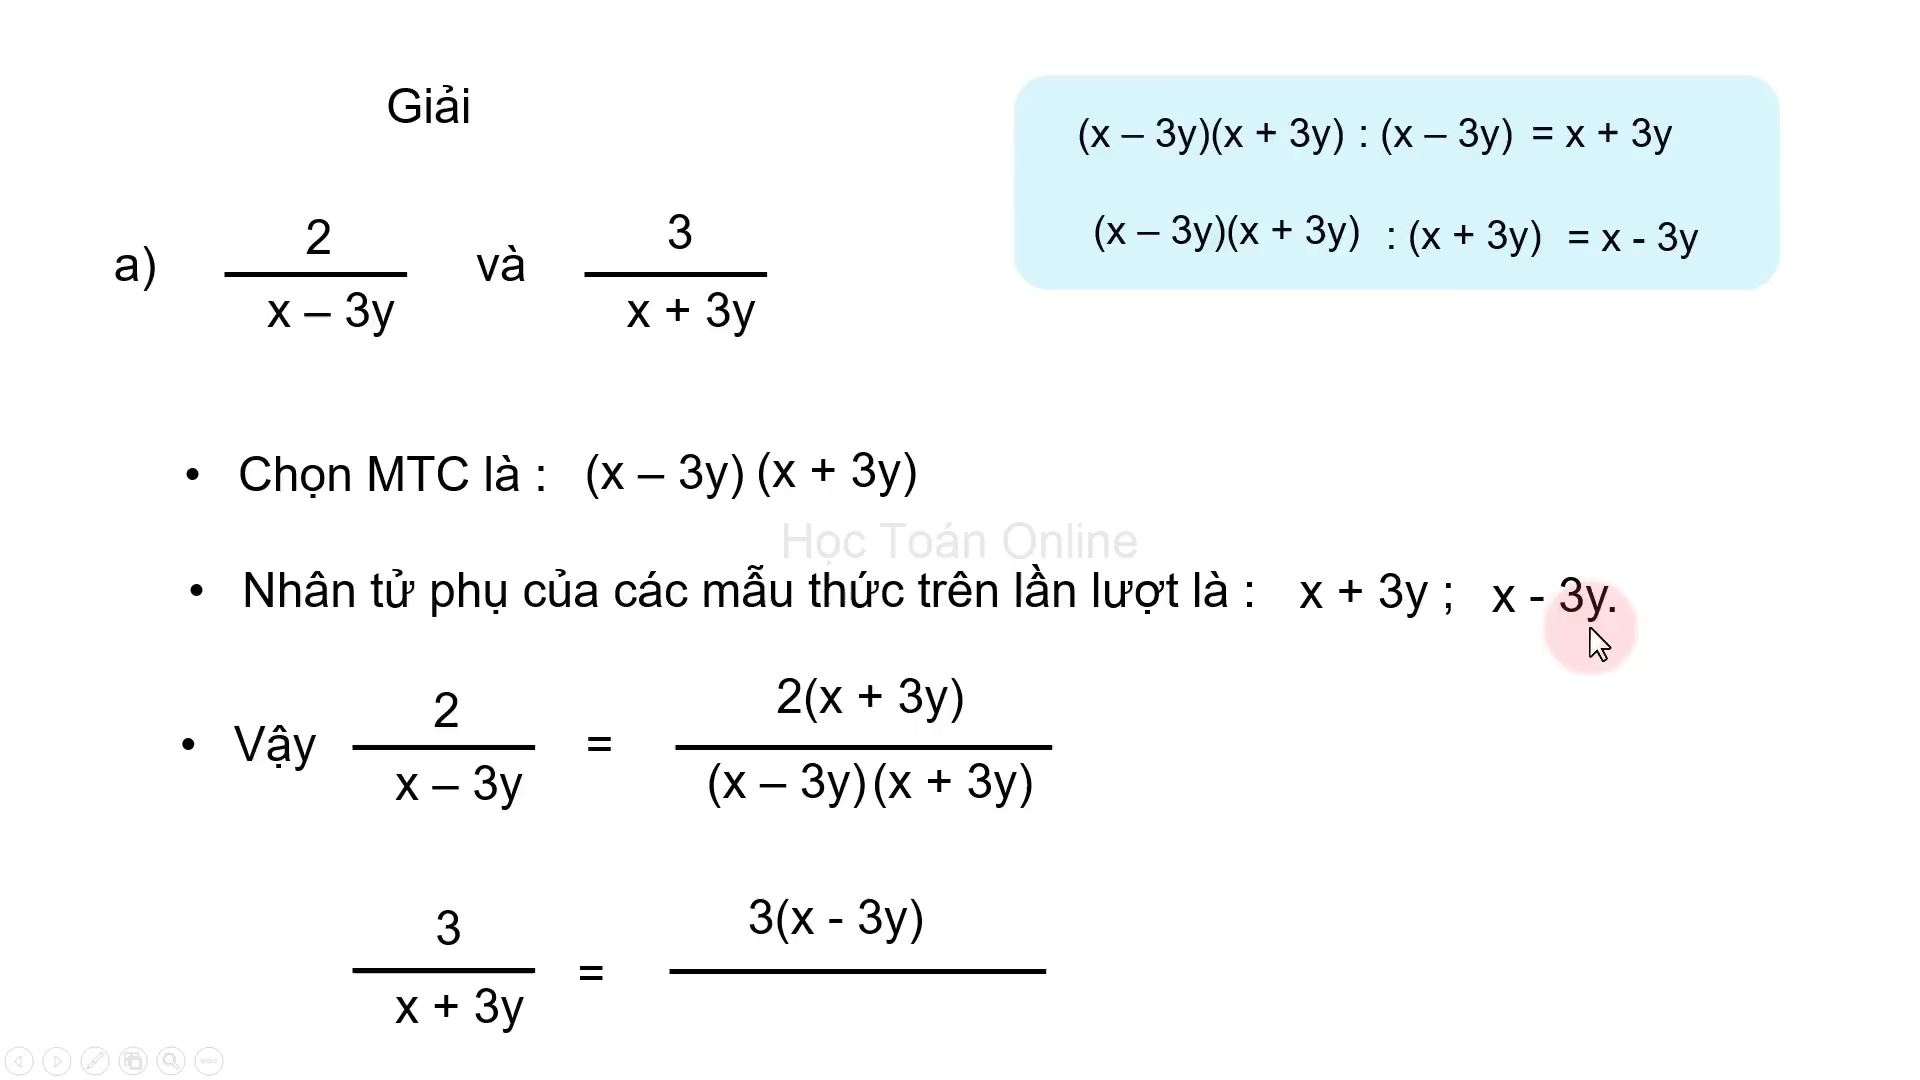 Giải
(x – 3y)(x + 3y) : (x – 3y) = x + 3y
(x – 3y)(x + 3y) : (x + 3y) = x - 3y
a) 2 và 3
x – 3y x + 3y
• Chọn MTC là : (x – 3y) (x + 3y)
Học Toán Online
• Nhân tử phụ của các mẫu thức trên lần lượt là : x + 3y ; x - 3y.
2 2(x + 3y)
• Vậy =
x – 3y (x – 3y)(x + 3y)
3 3(x - 3y)
=
x + 3y